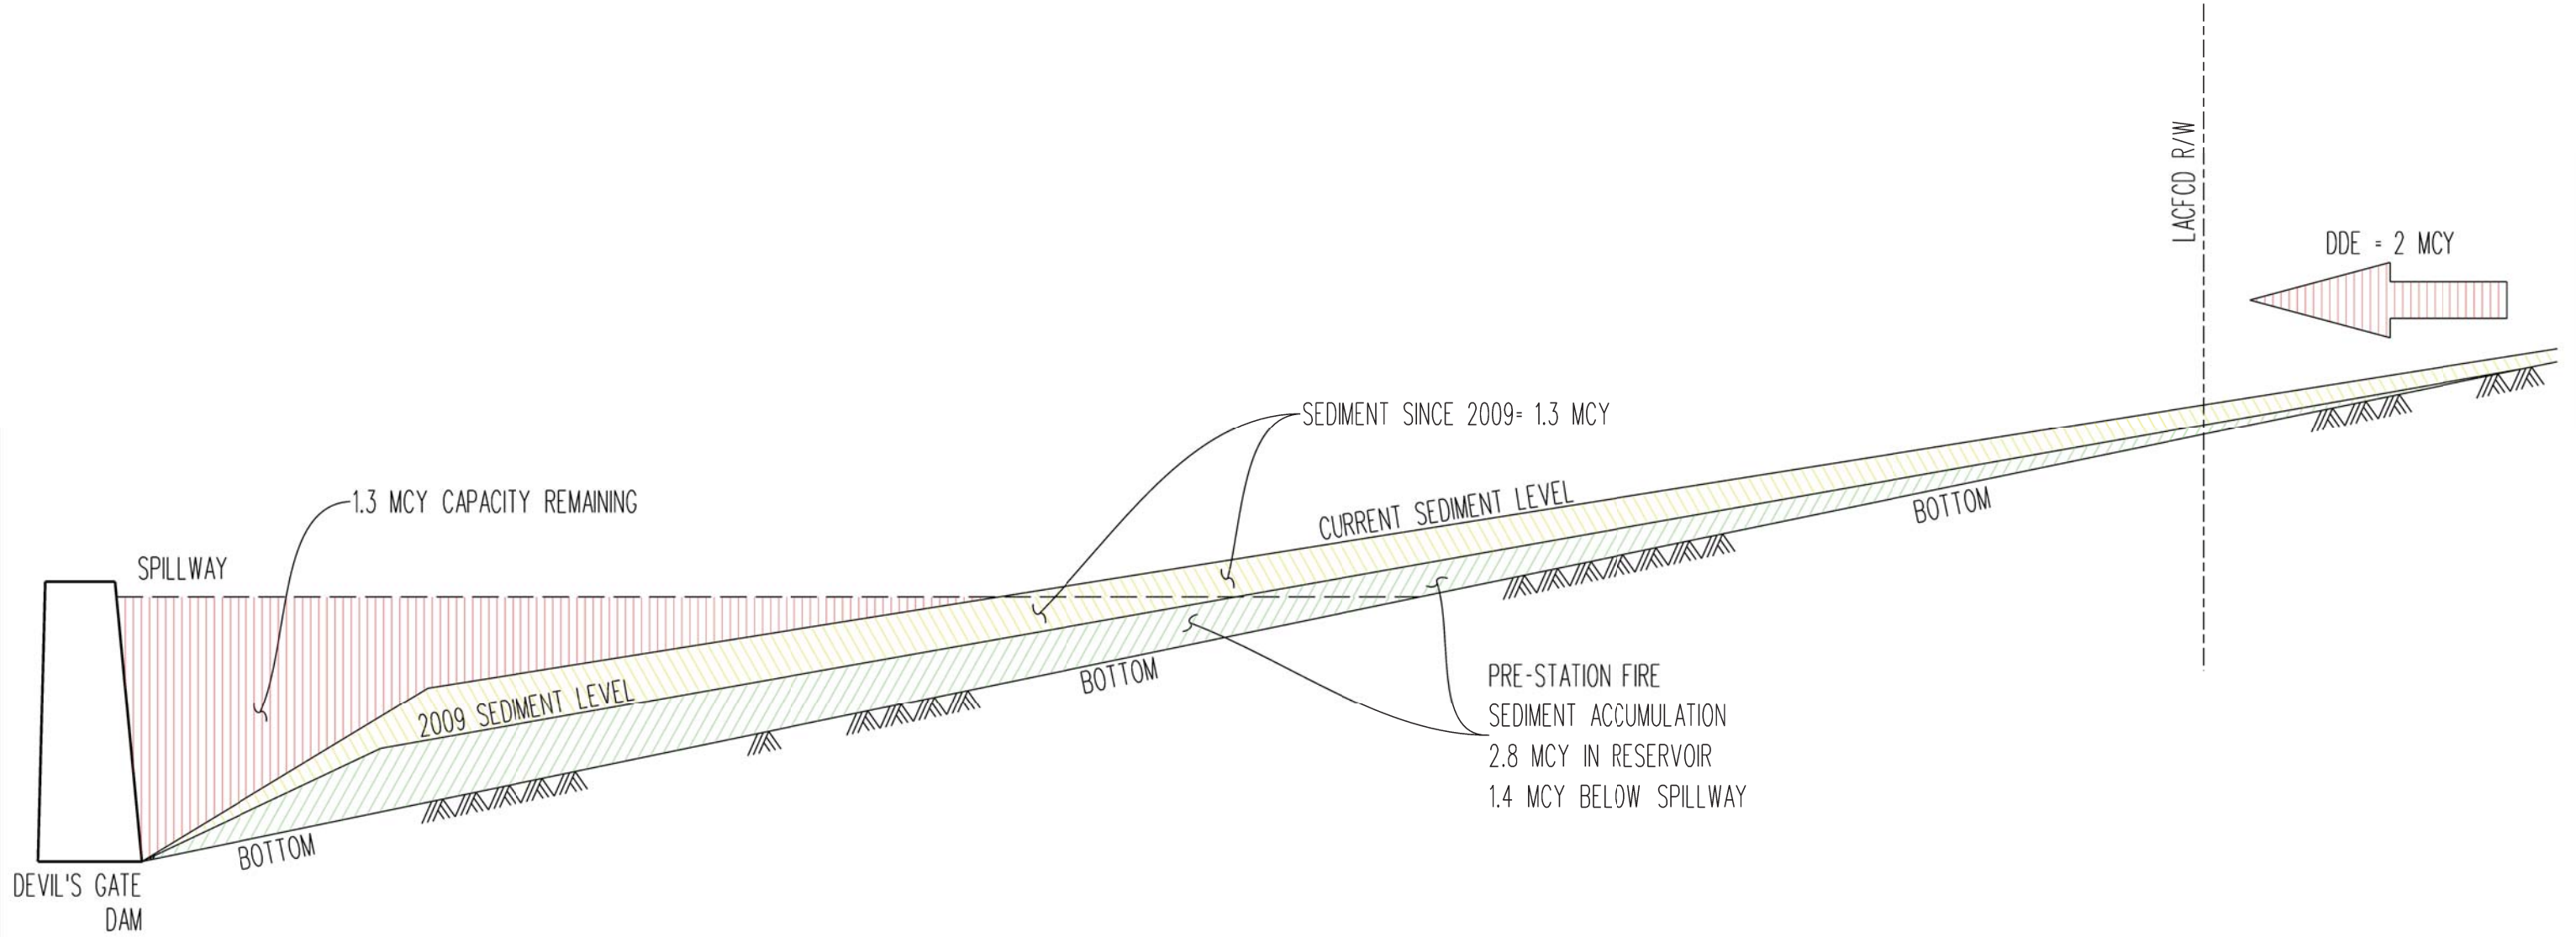 LACFCD R/W
DDE = 2 MCY
SEDIMENT SINCE 2009= 1.3 MCY
1.3 MCY CAPACITY REMAINING
CURRENT SEDIMENT LEVEL
BOTTOM
SPILLWAY
2009 SEDIMENT LEVEL
BOTTOM
PRE-STATION FIRE
SEDIMENT ACCUMULATION
2.8 MCY IN RESERVOIR
1.4 MCY BELOW SPILLWAY
BOTTOM
DEVIL'S GATE
DAM